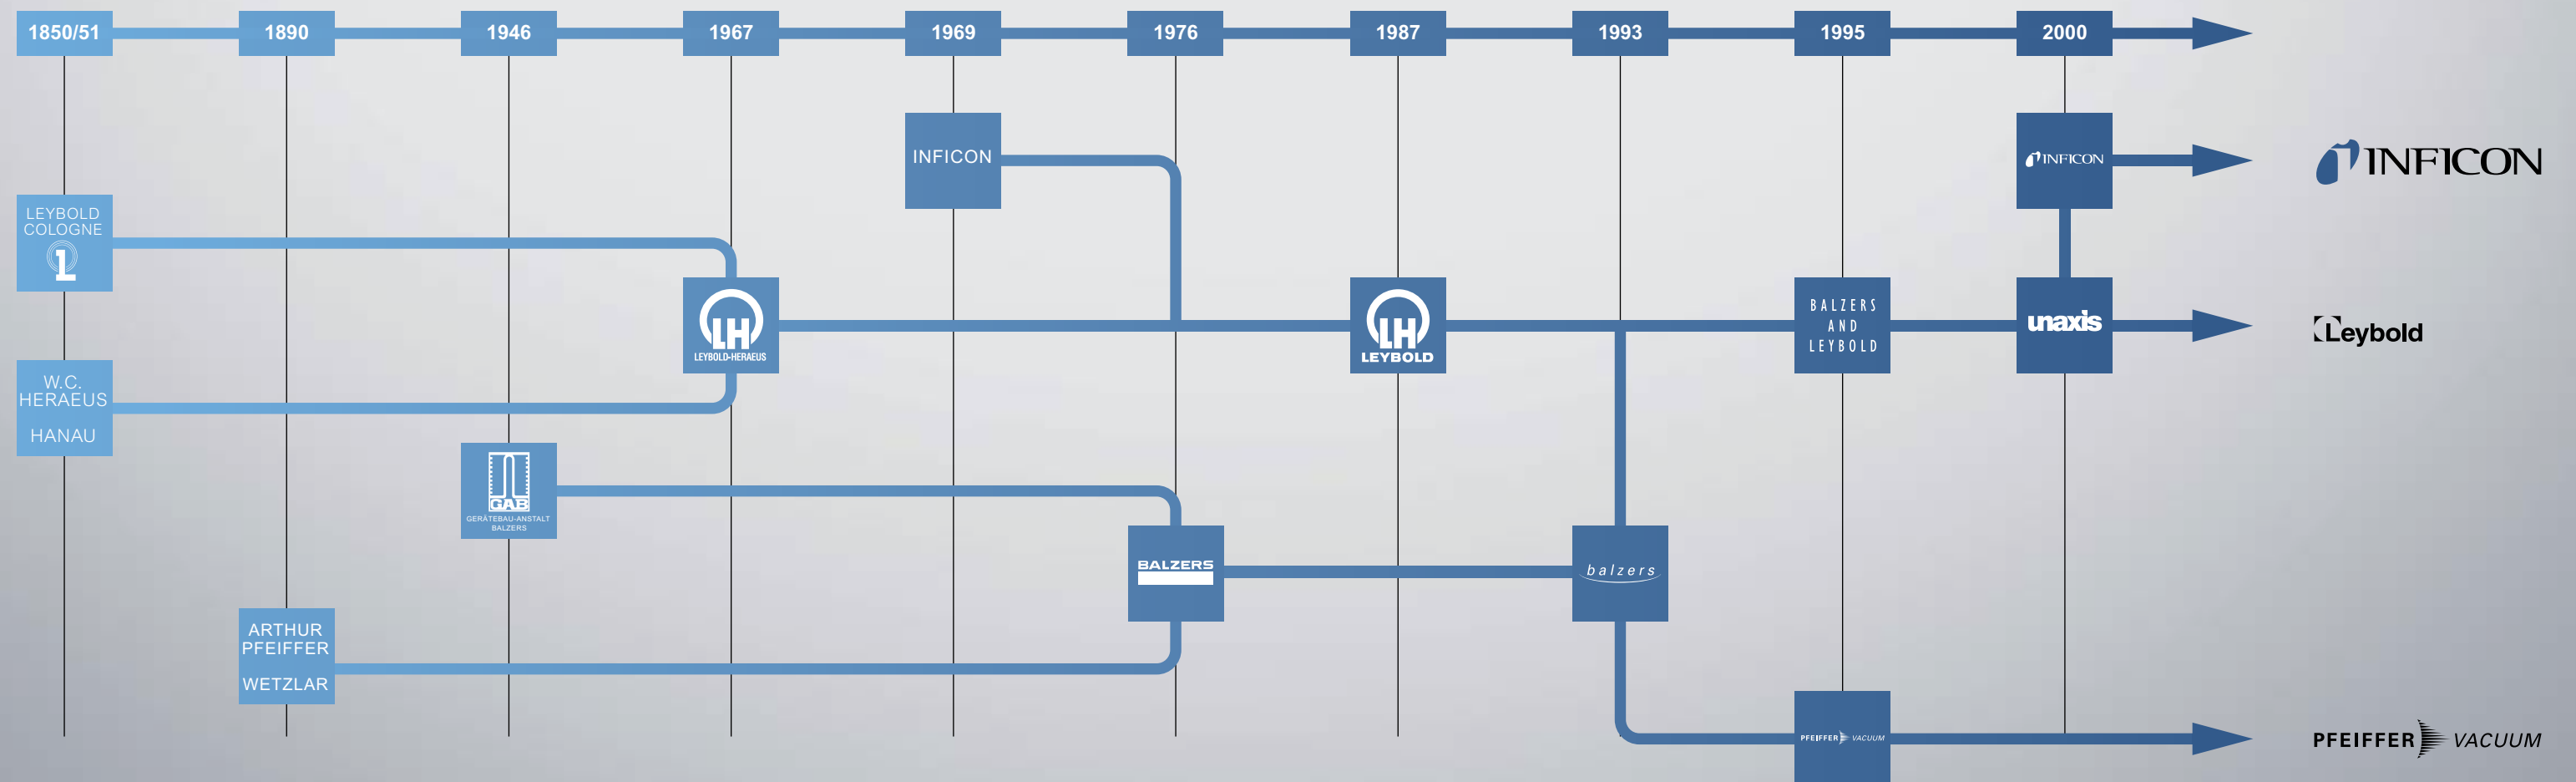 1850/51
1890
1946
1967
1969
1976
1987
1993
1995
2000
INFICON
INFICON
INFICON
LEYBOLD
COLOGNE
L
LH
LEYBOLD-HERAEUS
LH
LEYBOLD
BALZERS
AND
LEYBOLD
unaxis
Leybold
W.C.
HERAEUS
HANAU
GAB
GERÄTEBAU-ANSTALT
BALZERS
BALZERS
balzers
ARTHUR
PFEIFFER
WETZLAR
PFEIFFER VACUUM
PFEIFFER VACUUM